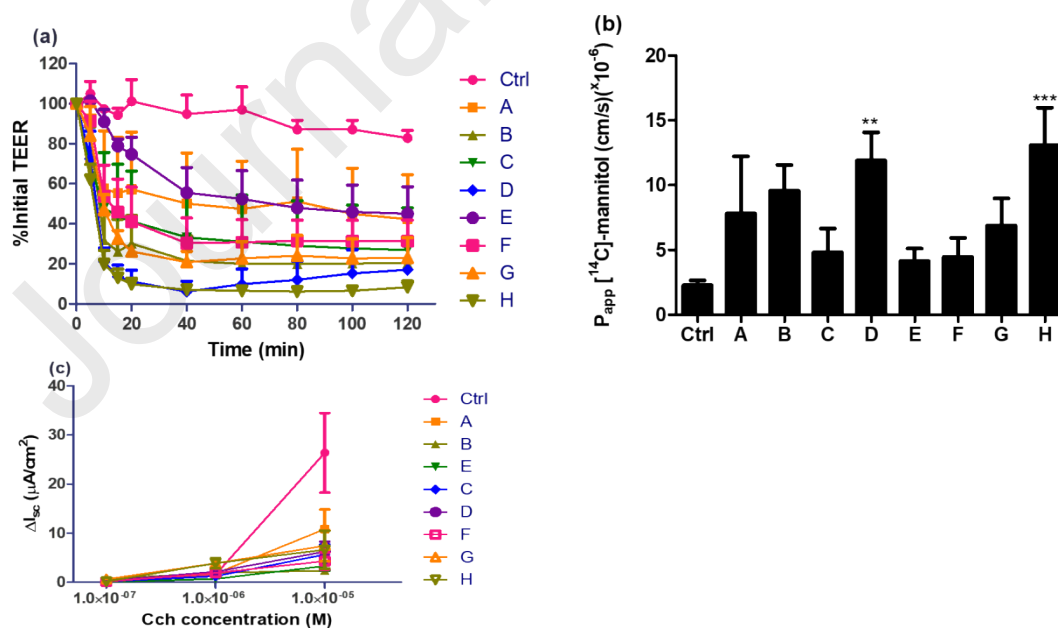 (a)
%Initial TEER
120
100
80
60
40
20
0
0 20 40 60 80 100 120
Time (min)
Ctrl
A
B
C
D
E
F
G
H
(b)
Papp [14C]-mannitol (cm/s)(x10-6)
20
15
10
5
0
**
***
Ctrl A B C D E F G H
(c)
ΔIsc (μA/cm2)
40
30
20
10
0
1.0×10-07 1.0×10-06 1.0×10-05
Cch concentration (M)
Ctrl
A
B
E
C
D
F
G
H
Journa